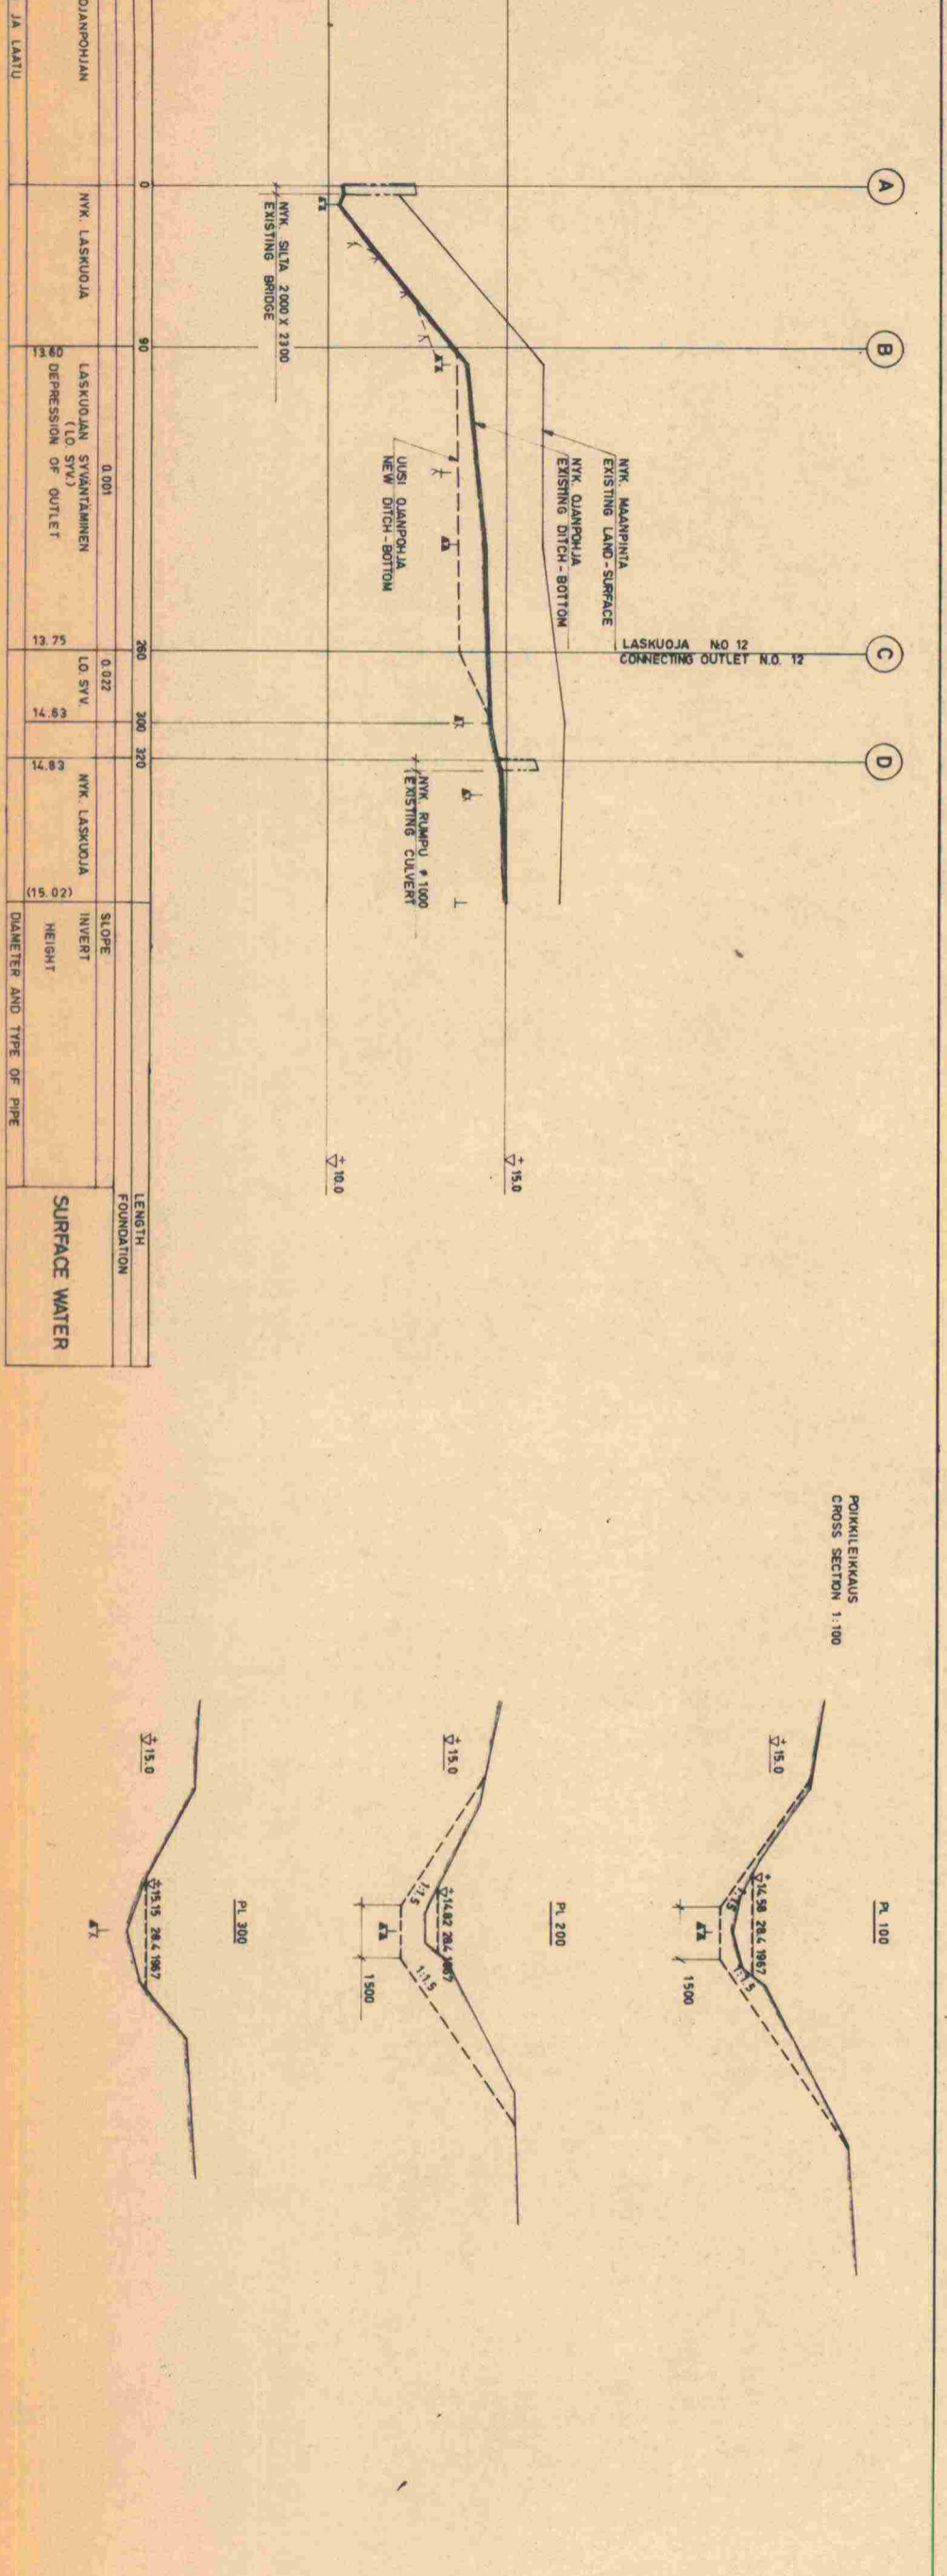 A
B
C
D
LASKUOJA NO 12
CONNECTING OUTLET N.O. 12
NYK. MAANPINTA
EXISTING LAND-SURFACE
NYK. OJANPOHJA
EXISTING DITCH-BOTTOM
UUSI OJANPOHJA
NEW DITCH-BOTTOM
NYK. SILTA 2000 X 2300
EXISTING BRIDGE
NYK. RUMPU ⌀ 1000
EXISTING CULVERT
15.0
10.0
0
90
260
300
320
LENGTH
FOUNDATION
0.001
0.022
SLOPE
OJANPOHJAN
NYK. LASKUOJA
LASKUOJAN SYVÄNTÄMINEN
(LO. SYV.)
DEPRESSION OF OUTLET
LO. SYV.
NYK. LASKUOJA
INVERT
HEIGHT
13.60
13.75
14.63
14.83
(15.02)
JA LAATU
DIAMETER AND TYPE OF PIPE
SURFACE WATER
POIKKILEIKKAUS
CROSS SECTION 1:100
PL 100
15.0
14.58 28.4 1967
1:1.5
1:1.5
1500
PL 200
15.0
14.82 28.4 1967
1:1.5
1:1.5
1500
PL 300
15.0
15.15 28.4 1967